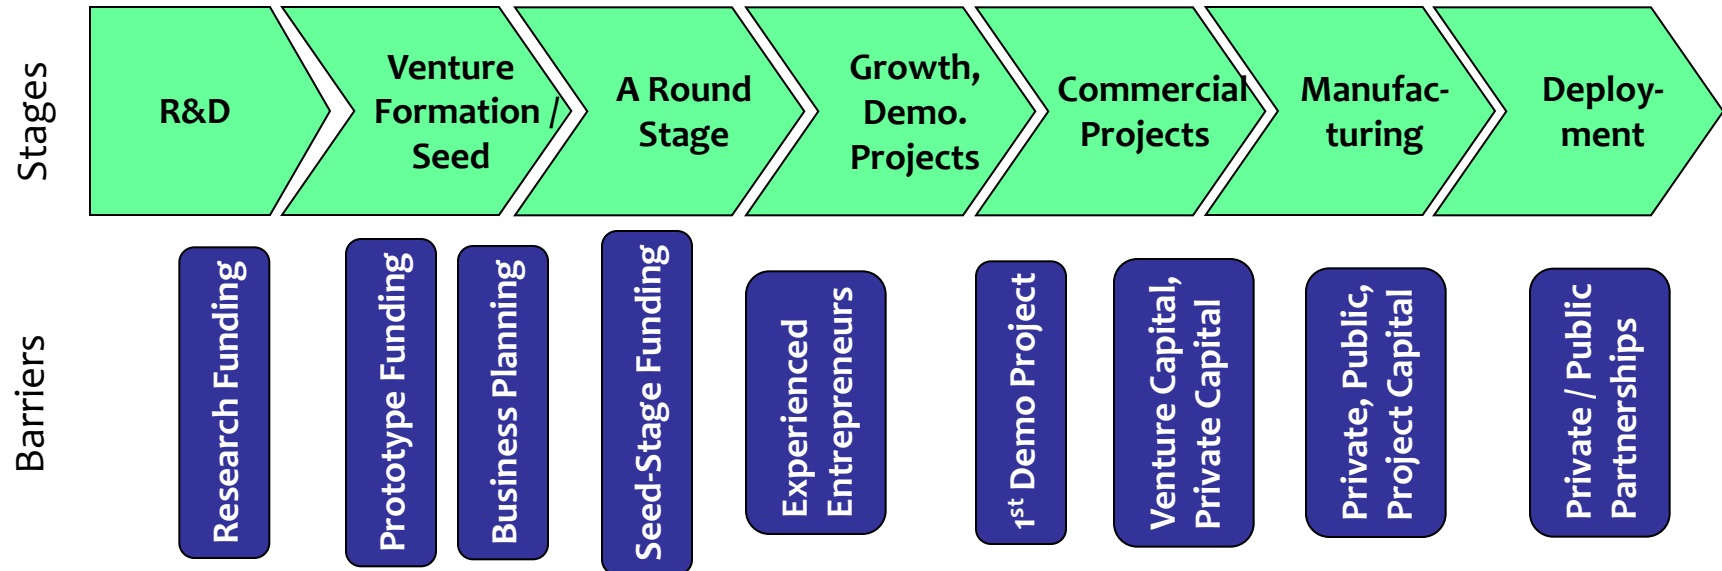 Stages
R&D
Venture
Formation /
Seed
A Round
Stage
Growth,
Demo.
Projects
Commercial
Projects
Manufac-
turing
Deploy-
ment
Barriers
Research Funding
Prototype Funding
Business Planning
Seed-Stage Funding
Experienced
Entrepreneurs
1st Demo Project
Venture Capital,
Private Capital
Private, Public,
Project Capital
Private / Public
Partnerships